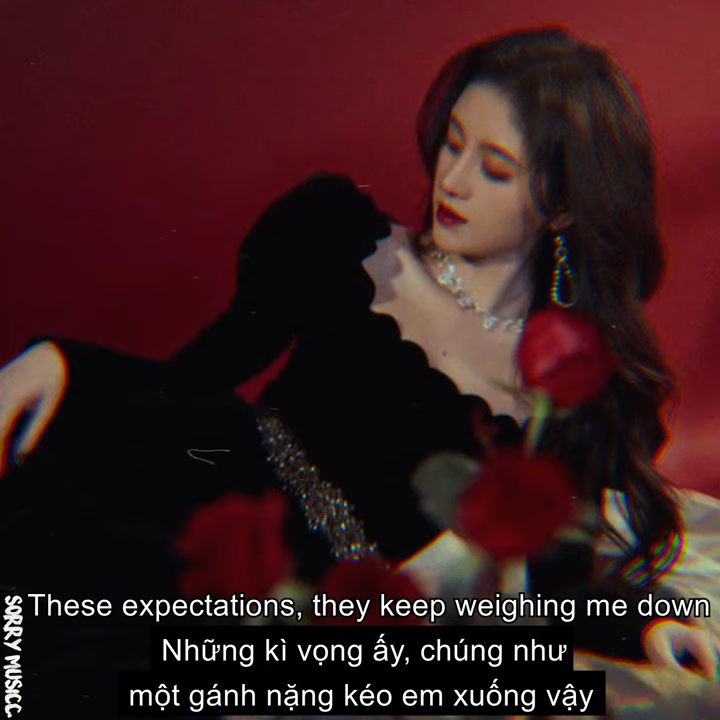 These expectations, they keep weighing me down
Những kì vọng ấy, chúng như
một gánh nặng kéo em xuống vậy
SORRY MUSICC